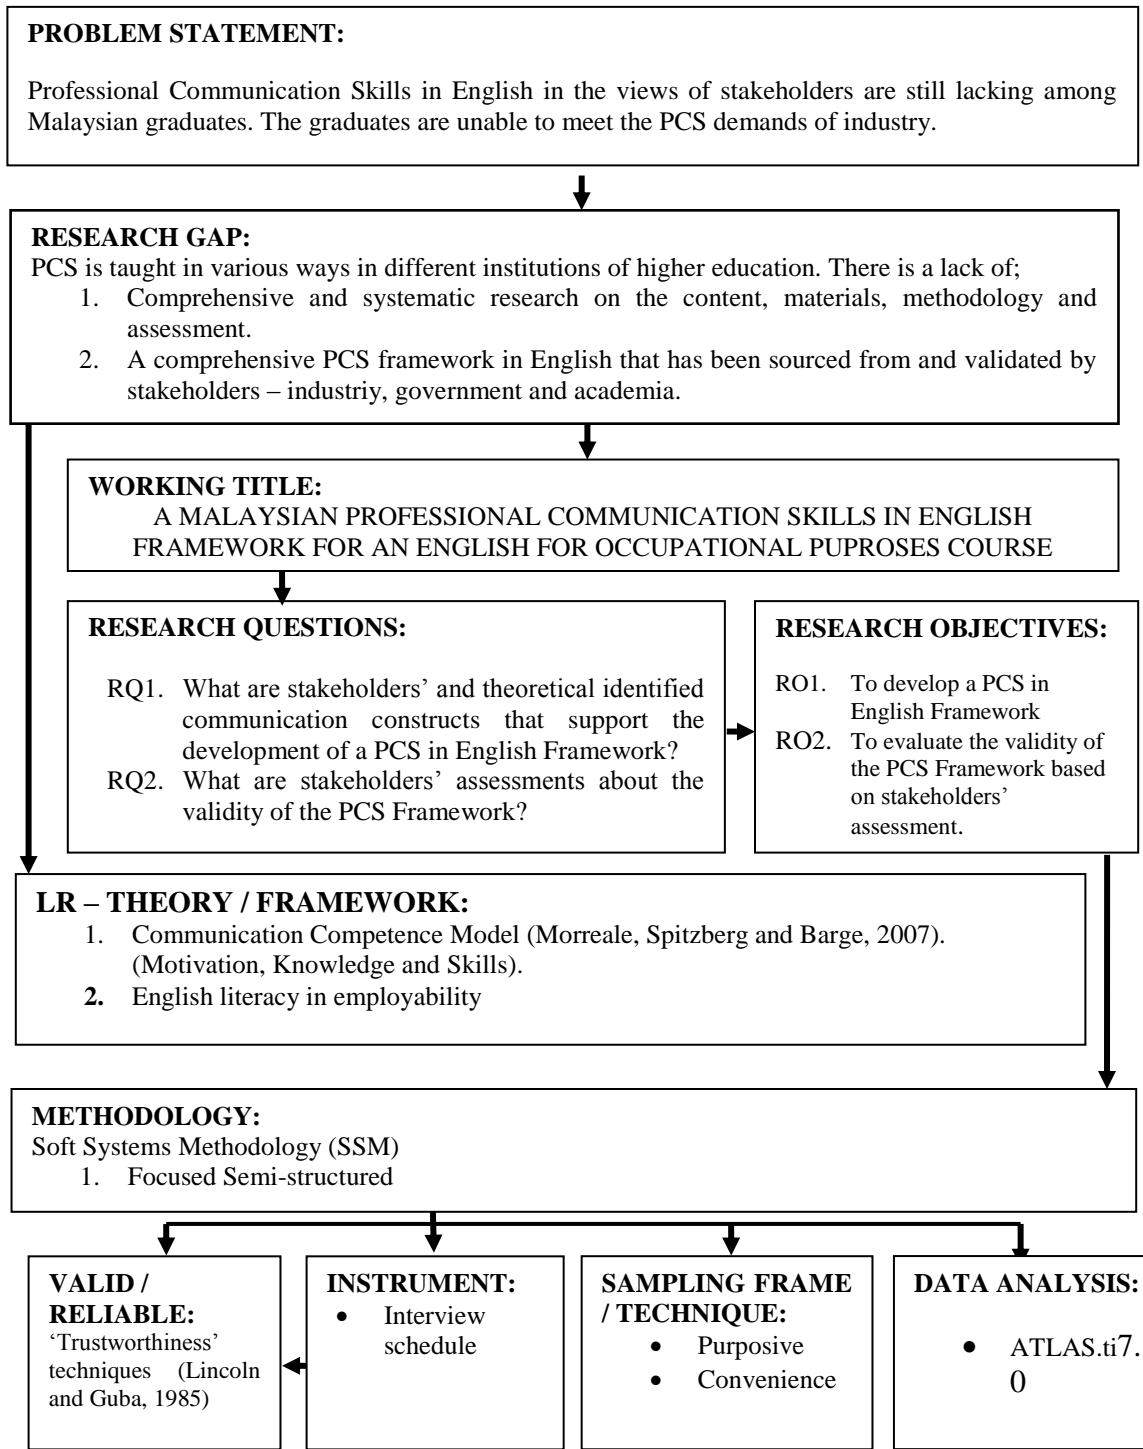 PROBLEM STATEMENT:
Professional Communication Skills in English in the views of stakeholders are still lacking among
Malaysian graduates. The graduates are unable to meet the PCS demands of industry.
RESEARCH GAP:
PCS is taught in various ways in different institutions of higher education. There is a lack of;
1. Comprehensive and systematic research on the content, materials, methodology and
assessment.
2. A comprehensive PCS framework in English that has been sourced from and validated by
stakeholders – industriy, government and academia.
WORKING TITLE:
A MALAYSIAN PROFESSIONAL COMMUNICATION SKILLS IN ENGLISH
FRAMEWORK FOR AN ENGLISH FOR OCCUPATIONAL PUPROSES COURSE
RESEARCH QUESTIONS:
RQ1. What are stakeholders’ and theoretical identified
communication constructs that support the
development of a PCS in English Framework?
RQ2. What are stakeholders’ assessments about the
validity of the PCS Framework?
RESEARCH OBJECTIVES:
RO1. To develop a PCS in
English Framework
RO2. To evaluate the validity of
the PCS Framework based
on stakeholders’
assessment.
LR – THEORY / FRAMEWORK:
1. Communication Competence Model (Morreale, Spitzberg and Barge, 2007).
(Motivation, Knowledge and Skills).
2. English literacy in employability
METHODOLOGY:
Soft Systems Methodology (SSM)
1. Focused Semi-structured
VALID /
RELIABLE:
‘Trustworthiness’
techniques (Lincoln
and Guba, 1985)
INSTRUMENT:
• Interview
schedule
SAMPLING FRAME
/ TECHNIQUE:
• Purposive
• Convenience
DATA ANALYSIS:
• ATLAS.ti7.
0